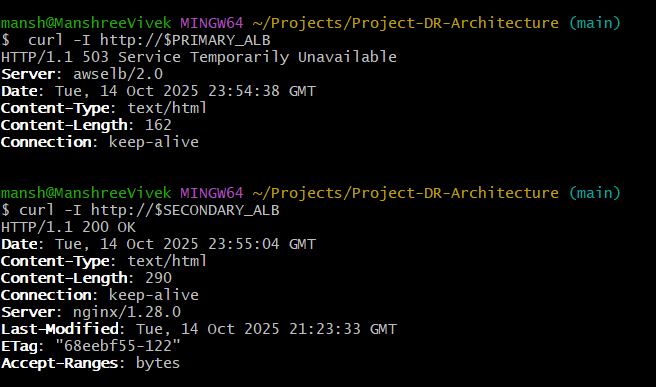 mansh@ManshreeVivek MINGW64 ~/Projects/Project-DR-Architecture (main)
$  curl -I http://$PRIMARY_ALB
HTTP/1.1 503 Service Temporarily Unavailable
Server: awselb/2.0
Date: Tue, 14 Oct 2025 23:54:38 GMT
Content-Type: text/html
Content-Length: 162
Connection: keep-alive
mansh@ManshreeVivek MINGW64 ~/Projects/Project-DR-Architecture (main)
$ curl -I http://$SECONDARY_ALB
HTTP/1.1 200 OK
Date: Tue, 14 Oct 2025 23:55:04 GMT
Content-Type: text/html
Content-Length: 290
Connection: keep-alive
Server: nginx/1.28.0
Last-Modified: Tue, 14 Oct 2025 21:23:33 GMT
ETag: "68eebf55-122"
Accept-Ranges: bytes